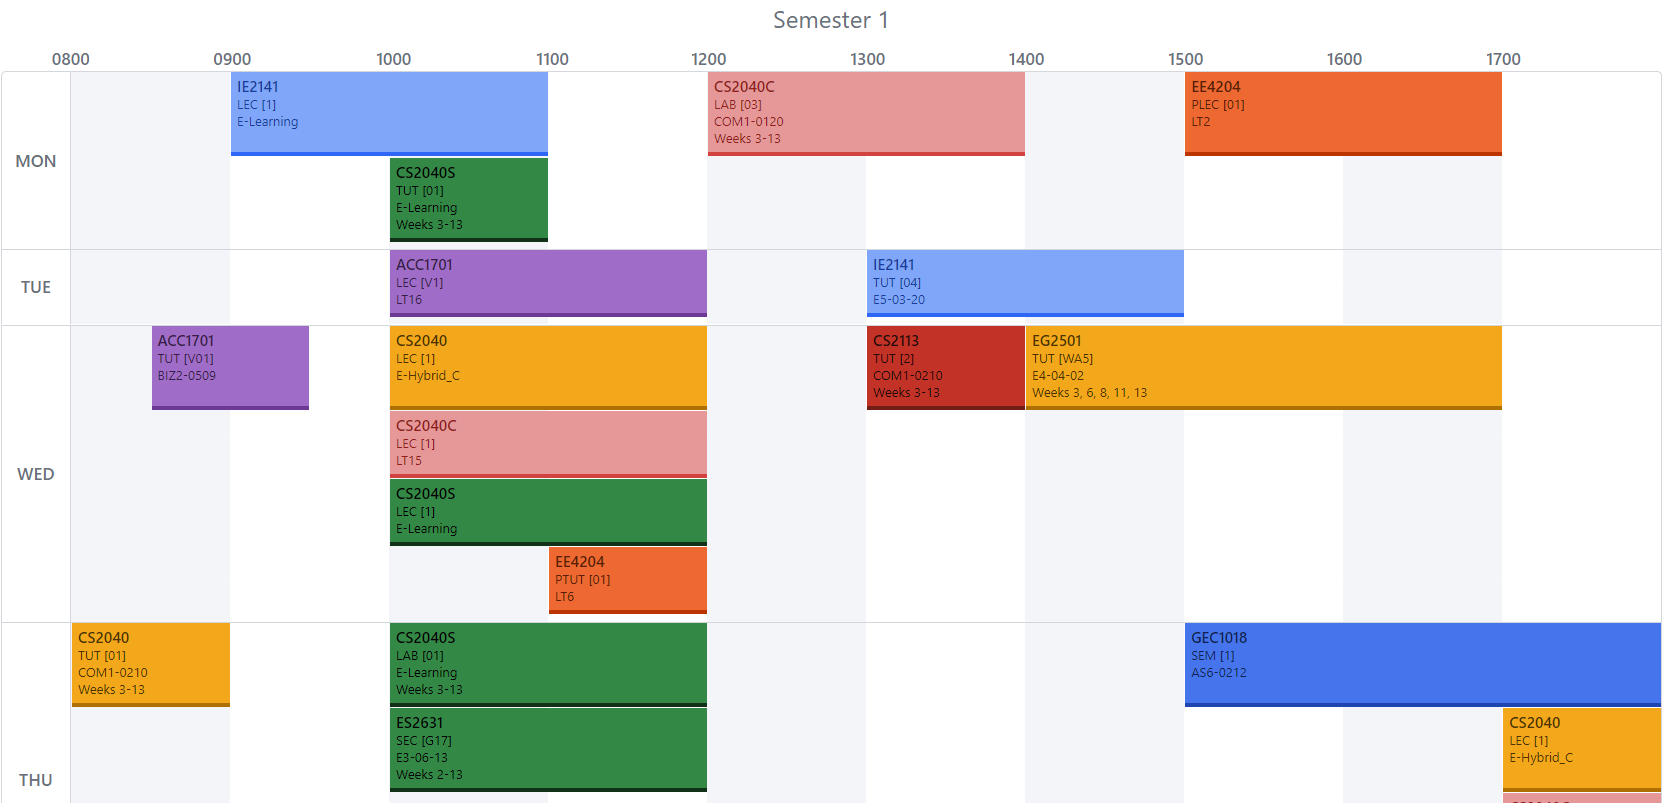 Semester 1
0800 0900 1000 1100 1200 1300 1400 1500 1600 1700
MON
IE2141
LEC [1]
E-Learning
CS2040C
LAB [03]
COM1-0120
Weeks 3-13
EE4204
PLEC [01]
LT2
CS2040S
TUT [01]
E-Learning
Weeks 3-13
TUE
ACC1701
LEC [V1]
LT16
IE2141
TUT [04]
E5-03-20
WED
ACC1701
TUT [V01]
BIZ2-0509
CS2040
LEC [1]
E-Hybrid_C
CS2113
TUT [2]
COM1-0210
Weeks 3-13
EG2501
TUT [WA5]
E4-04-02
Weeks 3, 6, 8, 11, 13
CS2040C
LEC [1]
LT15
CS2040S
LEC [1]
E-Learning
EE4204
PTUT [01]
LT6
THU
CS2040
TUT [01]
COM1-0210
Weeks 3-13
CS2040S
LAB [01]
E-Learning
Weeks 3-13
GEC1018
SEM [1]
AS6-0212
ES2631
SEC [G17]
E3-06-13
Weeks 2-13
CS2040
LEC [1]
E-Hybrid_C